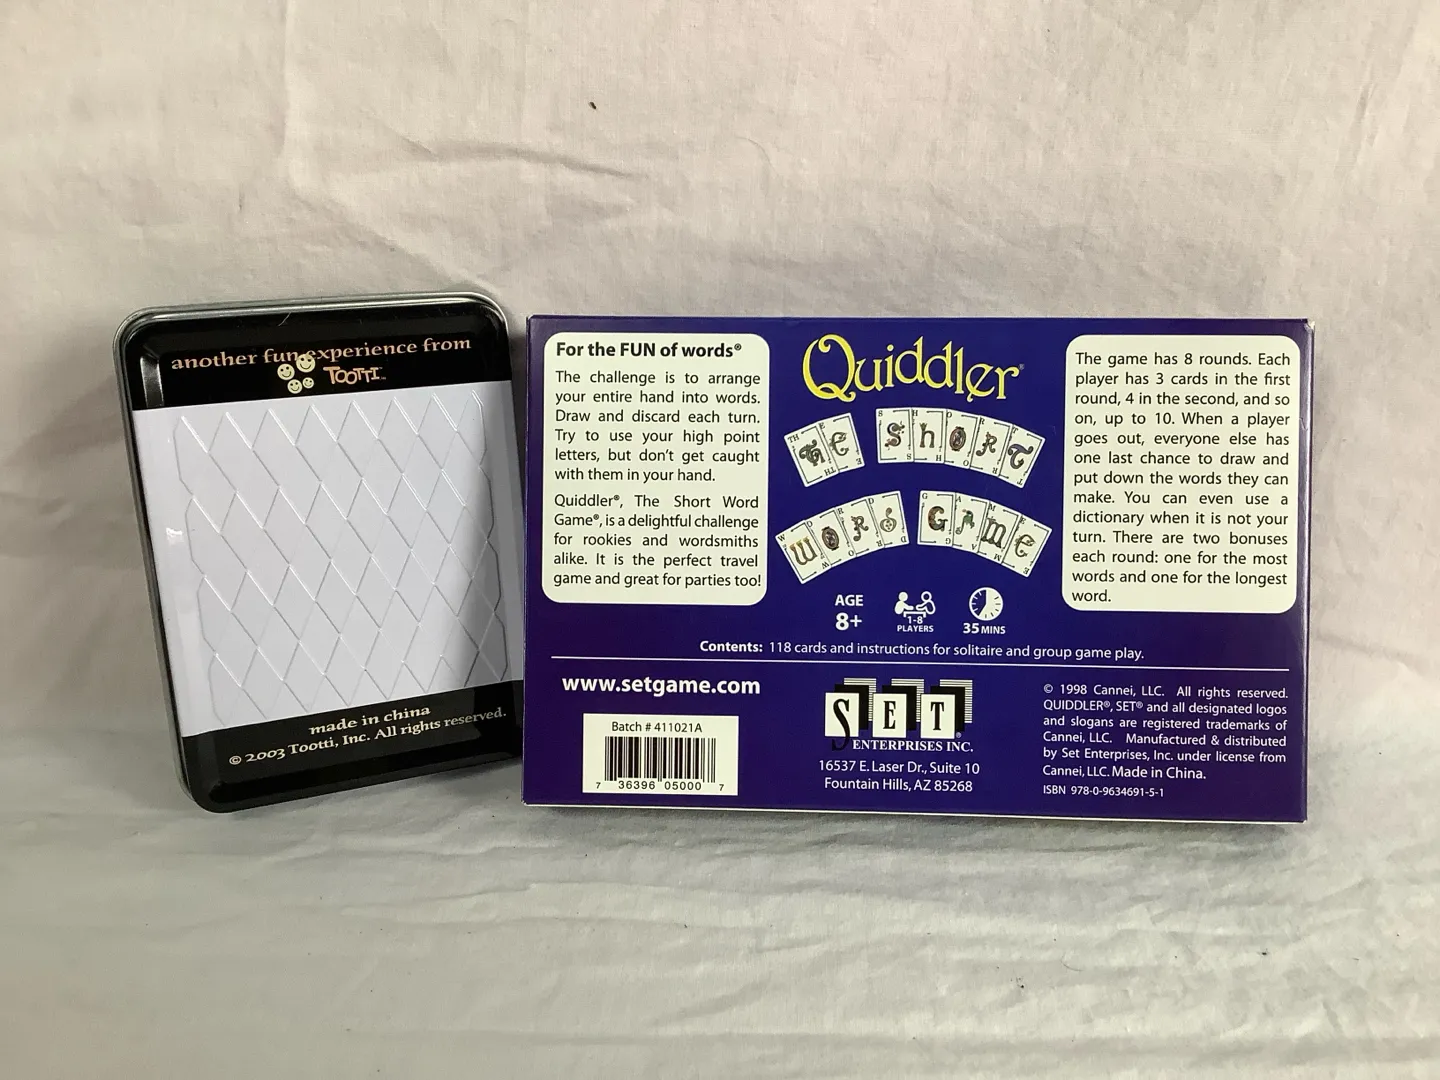 another fun experience from
TOOTTI™
made in china
© 2003 Tootti, Inc. All rights reserved.
For the FUN of words®
The challenge is to arrange
your entire hand into words.
Draw and discard each turn.
Try to use your high point
letters, but don't get caught
with them in your hand.
Quiddler®, The Short Word
Game®, is a delightful challenge
for rookies and wordsmiths
alike. It is the perfect travel
game and great for parties too!
Quiddler®
THE SHORT
WORD GAME
AGE
8+
1-8
PLAYERS
35 MINS
The game has 8 rounds. Each
player has 3 cards in the first
round, 4 in the second, and so
on, up to 10. When a player
goes out, everyone else has
one last chance to draw and
put down the words they can
make. You can even use a
dictionary when it is not your
turn. There are two bonuses
each round: one for the most
words and one for the longest
word.
Contents: 118 cards and instructions for solitaire and group game play.
www.setgame.com
Batch # 411021A
7 36396 05000 7
SET®
ENTERPRISES INC.
16537 E. Laser Dr., Suite 10
Fountain Hills, AZ 85268
© 1998 Cannei, LLC. All rights reserved.
QUIDDLER®, SET® and all designated logos
and slogans are registered trademarks of
Cannei, LLC. Manufactured & distributed
by Set Enterprises, Inc. under license from
Cannei, LLC. Made in China.
ISBN 978-0-9634691-5-1